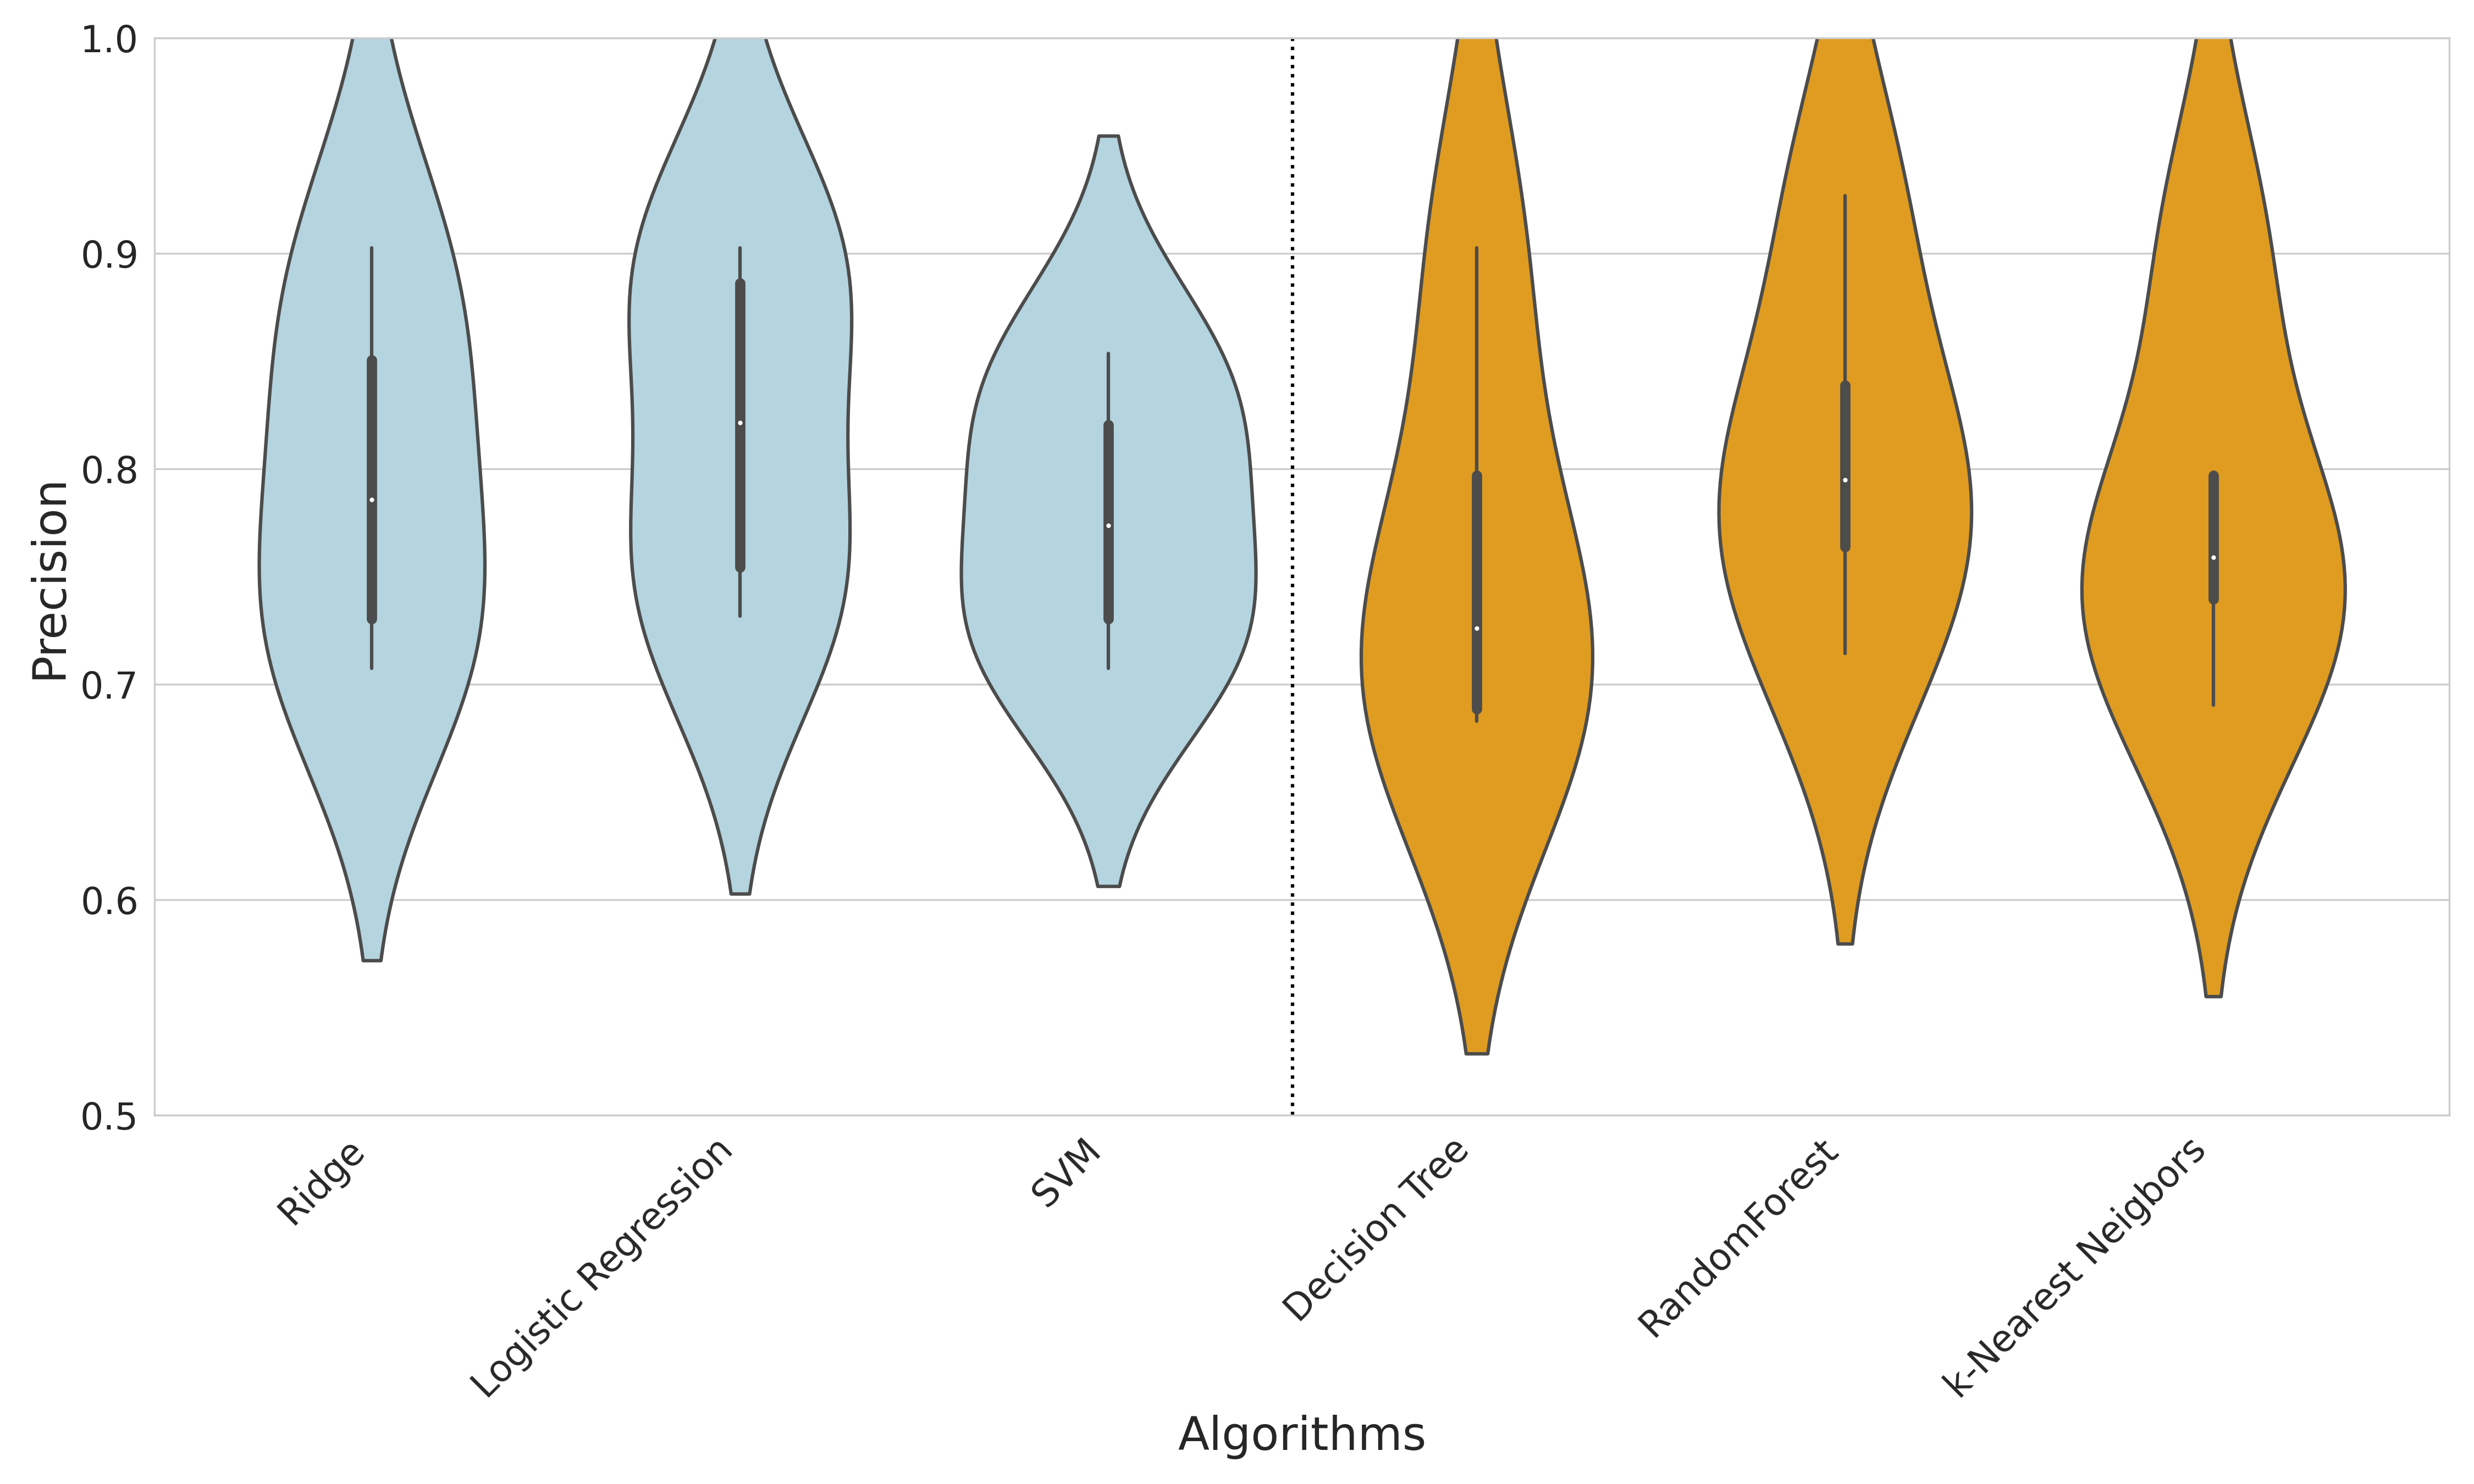 1.0
0.9
0.8
0.7
0.6
0.5
Precision
Ridge
Logistic Regression
SVM
Decision Tree
RandomForest
k-Nearest Neigbors
Algorithms